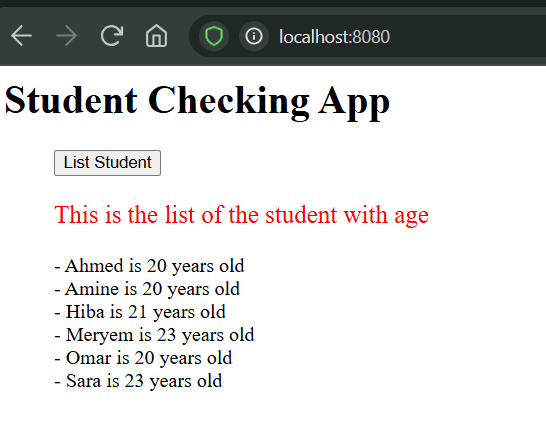 localhost:8080
Student Checking App
List Student
This is the list of the student with age
- Ahmed is 20 years old
- Amine is 20 years old
- Hiba is 21 years old
- Meryem is 23 years old
- Omar is 20 years old
- Sara is 23 years old